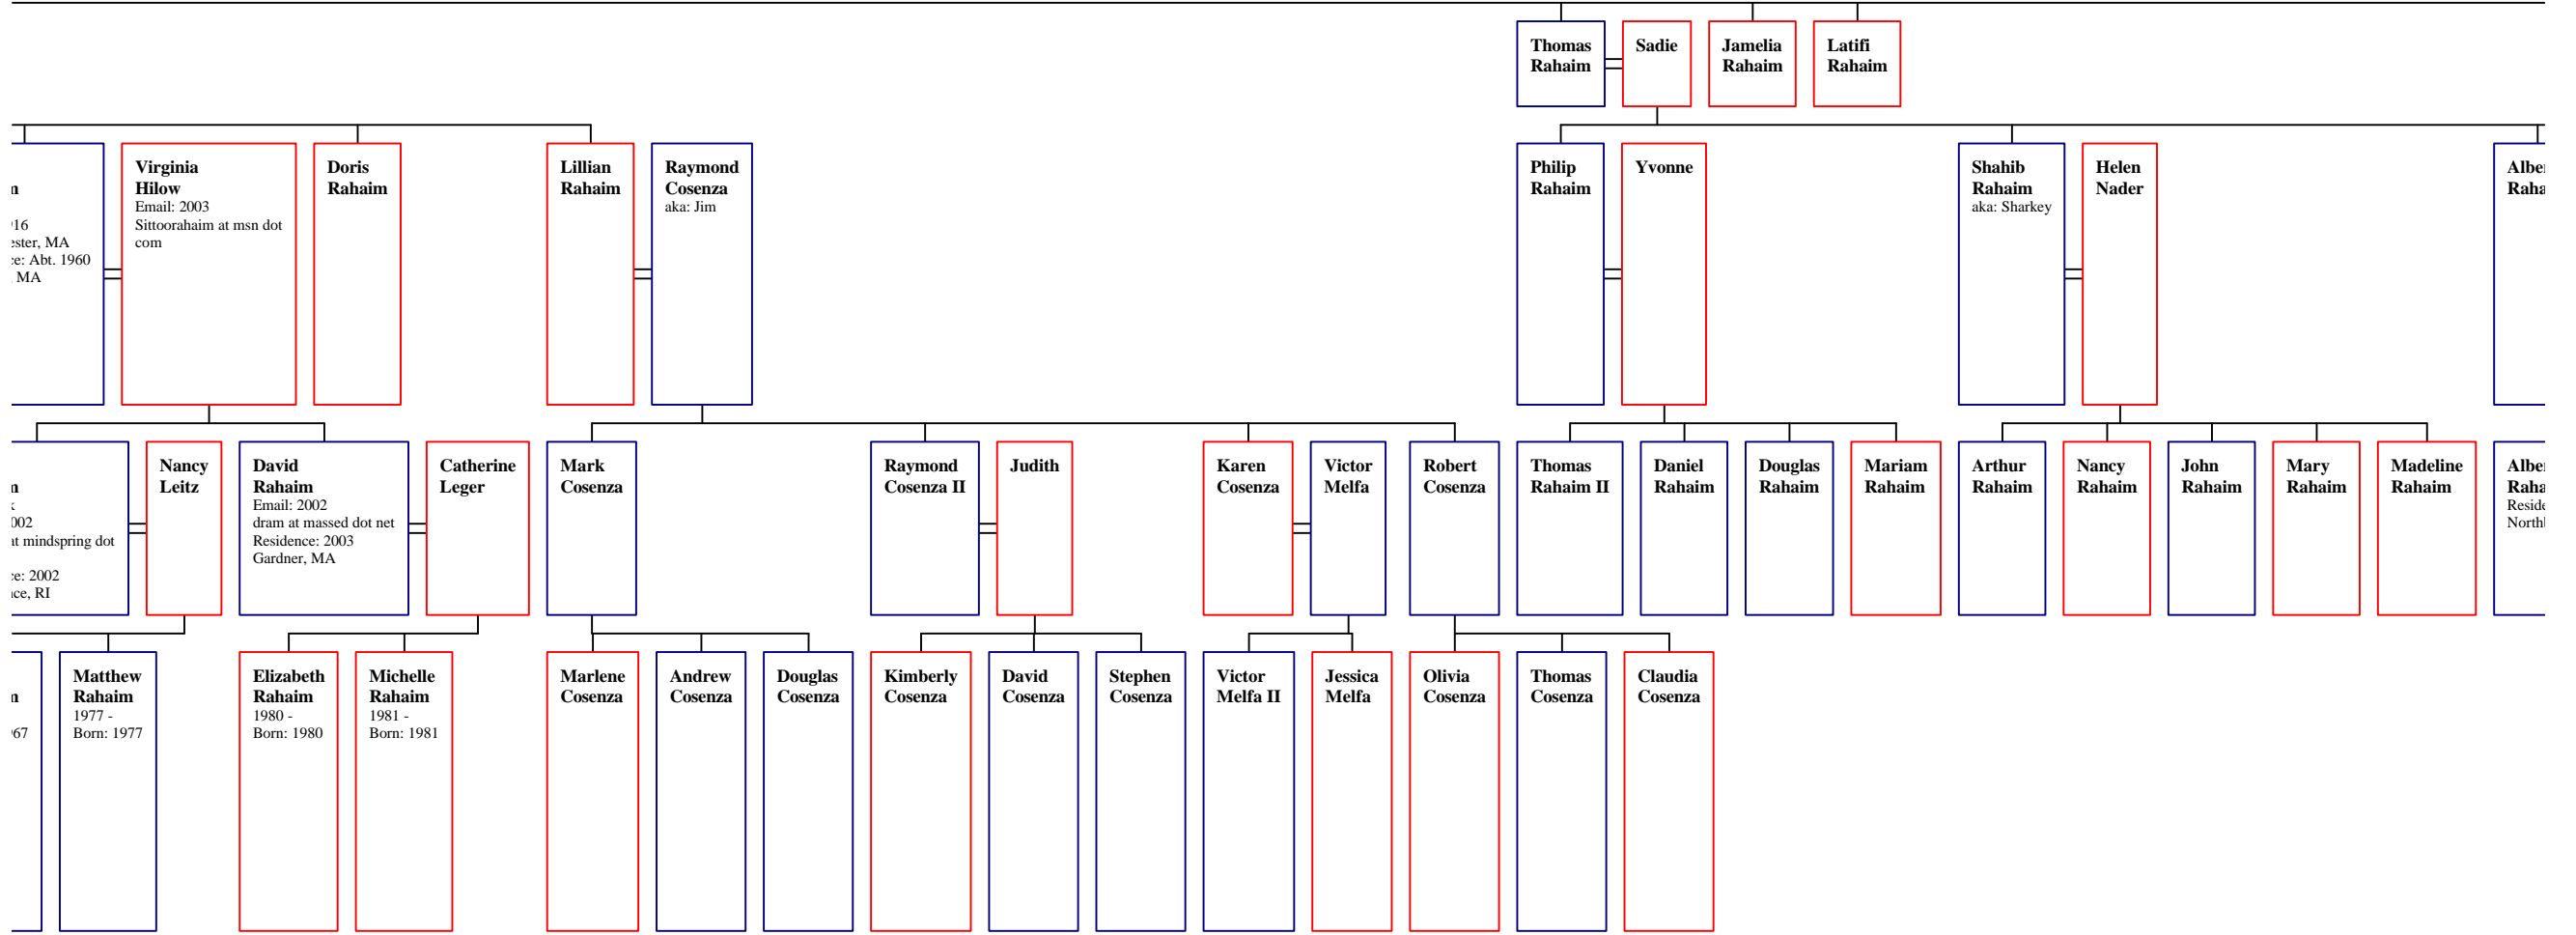 Thomas
Rahaim
Sadie
Jamelia
Rahaim
Latifi
Rahaim
ester, MA
Abt. 1960
MA
Virginia
Hilow
Email: 2003
Sittoorahaim at msn dot
com
Doris
Rahaim
Lillian
Rahaim
Raymond
Cosenza
aka: Jim
Philip
Rahaim
Yvonne
Shahib
Rahaim
aka: Sharkey
Helen
Nader
at mindspring dot
2002
RI
Nancy
Leitz
David
Rahaim
Email: 2002
dram at massed dot net
Residence: 2003
Gardner, MA
Catherine
Leger
Mark
Cosenza
Raymond
Cosenza II
Judith
Karen
Cosenza
Victor
Melfa
Robert
Cosenza
Thomas
Rahaim II
Daniel
Rahaim
Douglas
Rahaim
Mariam
Rahaim
Arthur
Rahaim
Nancy
Rahaim
John
Rahaim
Mary
Rahaim
Madeline
Rahaim
Matthew
Rahaim
1977 -
Born: 1977
Elizabeth
Rahaim
1980 -
Born: 1980
Michelle
Rahaim
1981 -
Born: 1981
Marlene
Cosenza
Andrew
Cosenza
Douglas
Cosenza
Kimberly
Cosenza
David
Cosenza
Stephen
Cosenza
Victor
Melfa II
Jessica
Melfa
Olivia
Cosenza
Thomas
Cosenza
Claudia
Cosenza